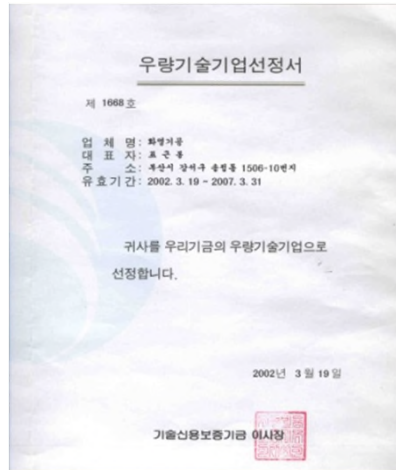 우량기술기업선정서
제 1668 호
업 체 명: 화영기공
대 표 자: 표 근 봉
주 소: 부산시 강서구 송정동 1506-10번지
유효기간: 2002. 3. 19 - 2007. 3. 31
귀사를 우리기금의 우량기술기업으로
선정합니다.
2002년 3월 19일
기술신용보증기금 이사장